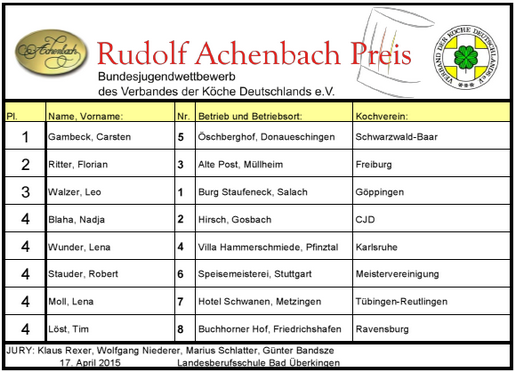 Achenbach
Rudolf Achenbach Preis
VERBAND DER KÖCHE DEUTSCHLANDS e.V.
Bundesjugendwettbewerb
des Verbandes der Köche Deutschlands e.V.
Pl. Name, Vorname: Nr. Betrieb und Betriebsort: Kochverein:
1 Gambeck, Carsten 5 Öschberghof, Donaueschingen Schwarzwald-Baar
2 Ritter, Florian 3 Alte Post, Müllheim Freiburg
3 Walzer, Leo 1 Burg Staufeneck, Salach Göppingen
4 Blaha, Nadja 2 Hirsch, Gosbach CJD
4 Wunder, Lena 4 Villa Hammerschmiede, Pfinztal Karlsruhe
4 Stauder, Robert 6 Speisemeisterei, Stuttgart Meistervereinigung
4 Moll, Lena 7 Hotel Schwanen, Metzingen Tübingen-Reutlingen
4 Löst, Tim 8 Buchhorner Hof, Friedrichshafen Ravensburg
JURY: Klaus Rexer, Wolfgang Niederer, Marius Schlatter, Günter Bandsze
17. April 2015 Landesberufsschule Bad Überkingen